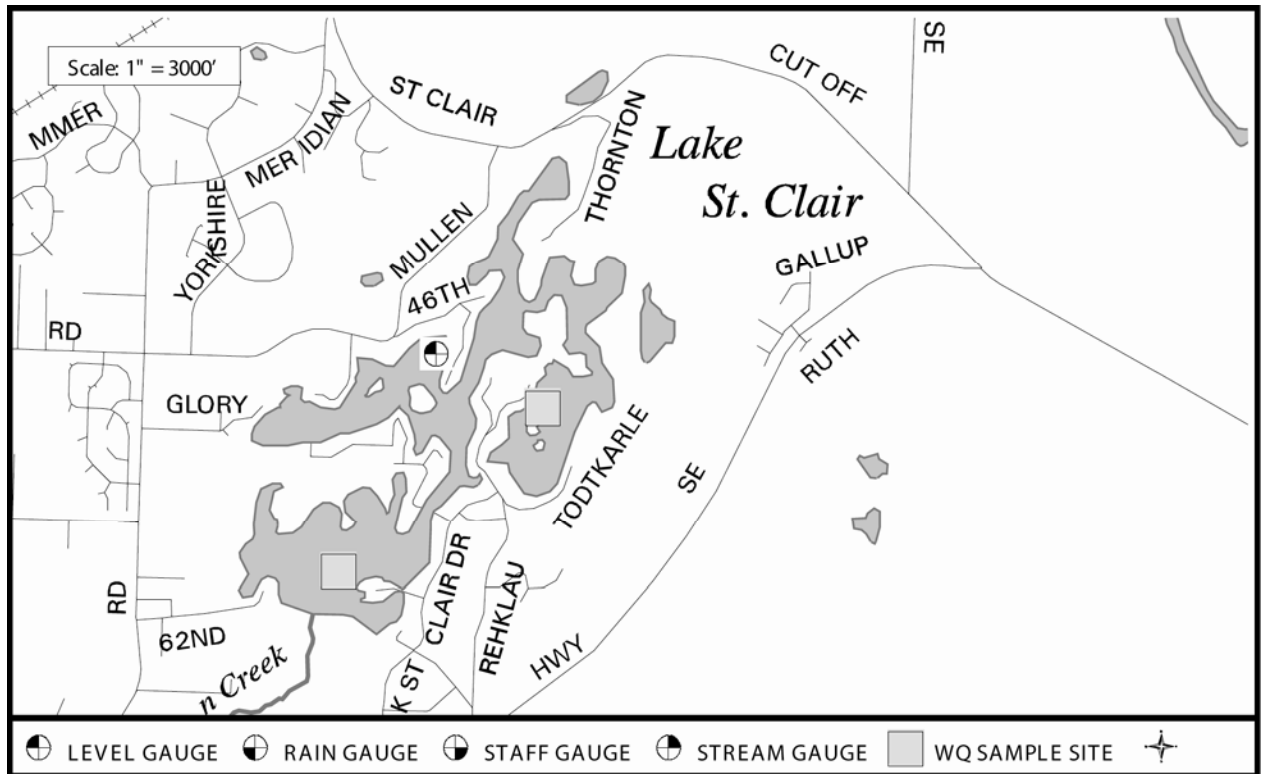 Scale: 1" = 3000'
MMER
MERIDIAN
ST CLAIR
CUT OFF
SE
THORNTON
Lake
St. Clair
YORKSHIRE
MULLEN
GALLUP
46TH
RD
RUTH
GLORY
TODTKARLE
SE
RD
CLAIR DR
REHKLAU
62ND
HWY
n Creek
K ST
LEVEL GAUGE RAIN GAUGE STAFF GAUGE STREAM GAUGE WQ SAMPLE SITE